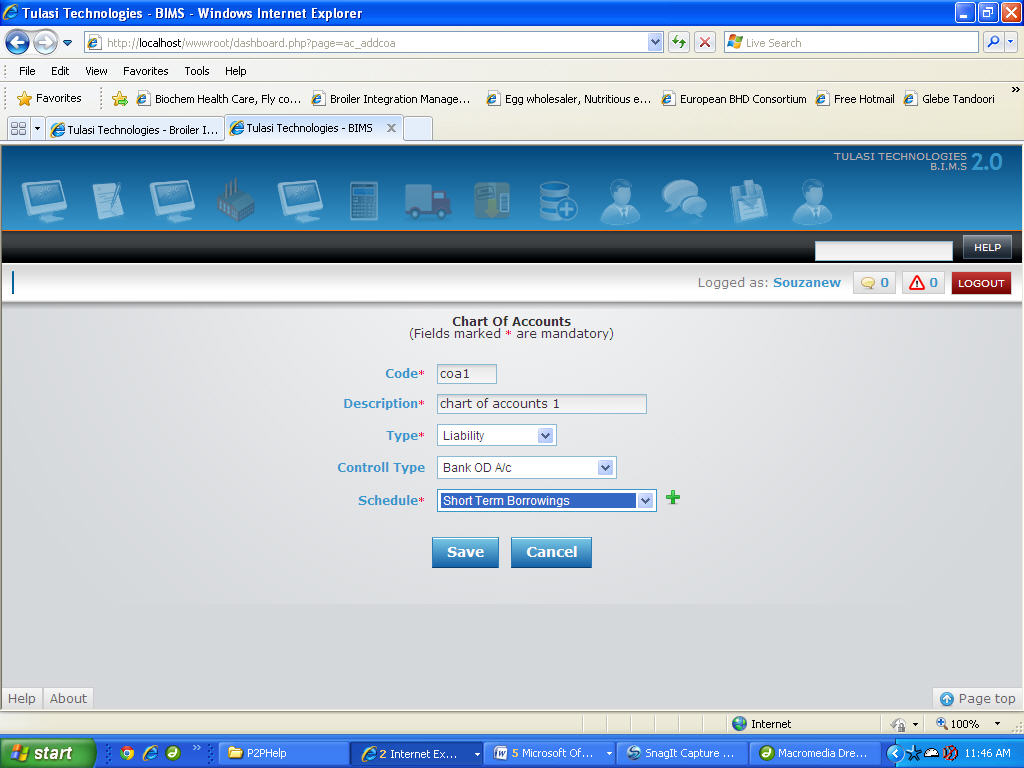 Tulasi Technologies - BIMS - Windows Internet Explorer
http://localhost/wwwroot/dashboard.php?page=ac_addcoa
Live Search
File Edit View Favorites Tools Help
Favorites Biochem Health Care, Fly co... Broiler Integration Manage... Egg wholesaler, Nutritious e... European BHD Consortium Free Hotmail Glebe Tandoori »
Tulasi Technologies - Broiler I... Tulasi Technologies - BIMS X
TULASI TECHNOLOGIES
B.I.M.S 2.0
HELP
Logged as: Souzanew 0 0 LOGOUT
Chart Of Accounts
(Fields marked * are mandatory)
Code* coa1
Description* chart of accounts 1
Type* Liability
Controll Type Bank OD A/c
Schedule* Short Term Borrowings
Save Cancel
Help About Page top
Internet 100%
start » P2PHelp 2 Internet Ex... 5 Microsoft Of... SnagIt Capture ... Macromedia Dre... 11:46 AM